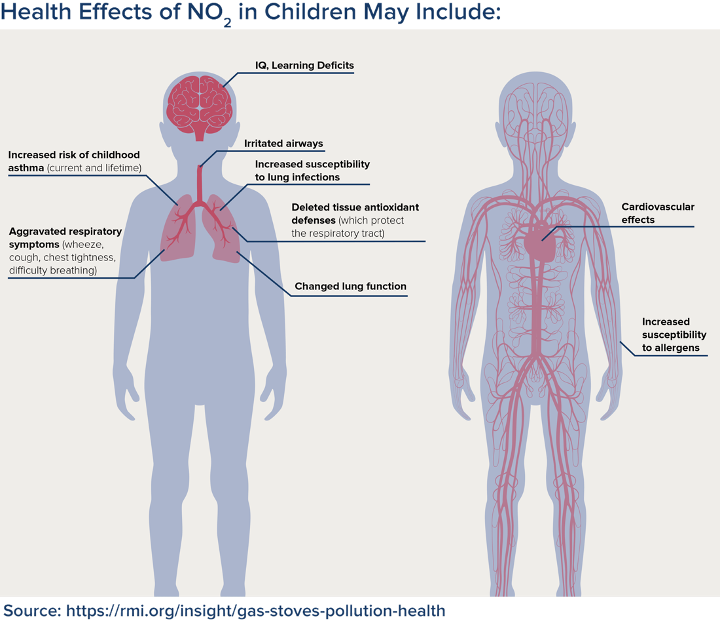 Health Effects of NO2 in Children May Include:
IQ, Learning Deficits
Irritated airways
Increased risk of childhood
asthma (current and lifetime)
Increased susceptibility
to lung infections
Deleted tissue antioxidant
defenses (which protect
the respiratory tract)
Aggravated respiratory
symptoms (wheeze,
cough, chest tightness,
difficulty breathing)
Changed lung function
Cardiovascular
effects
Increased
susceptibility
to allergens
Source: https://rmi.org/insight/gas-stoves-pollution-health